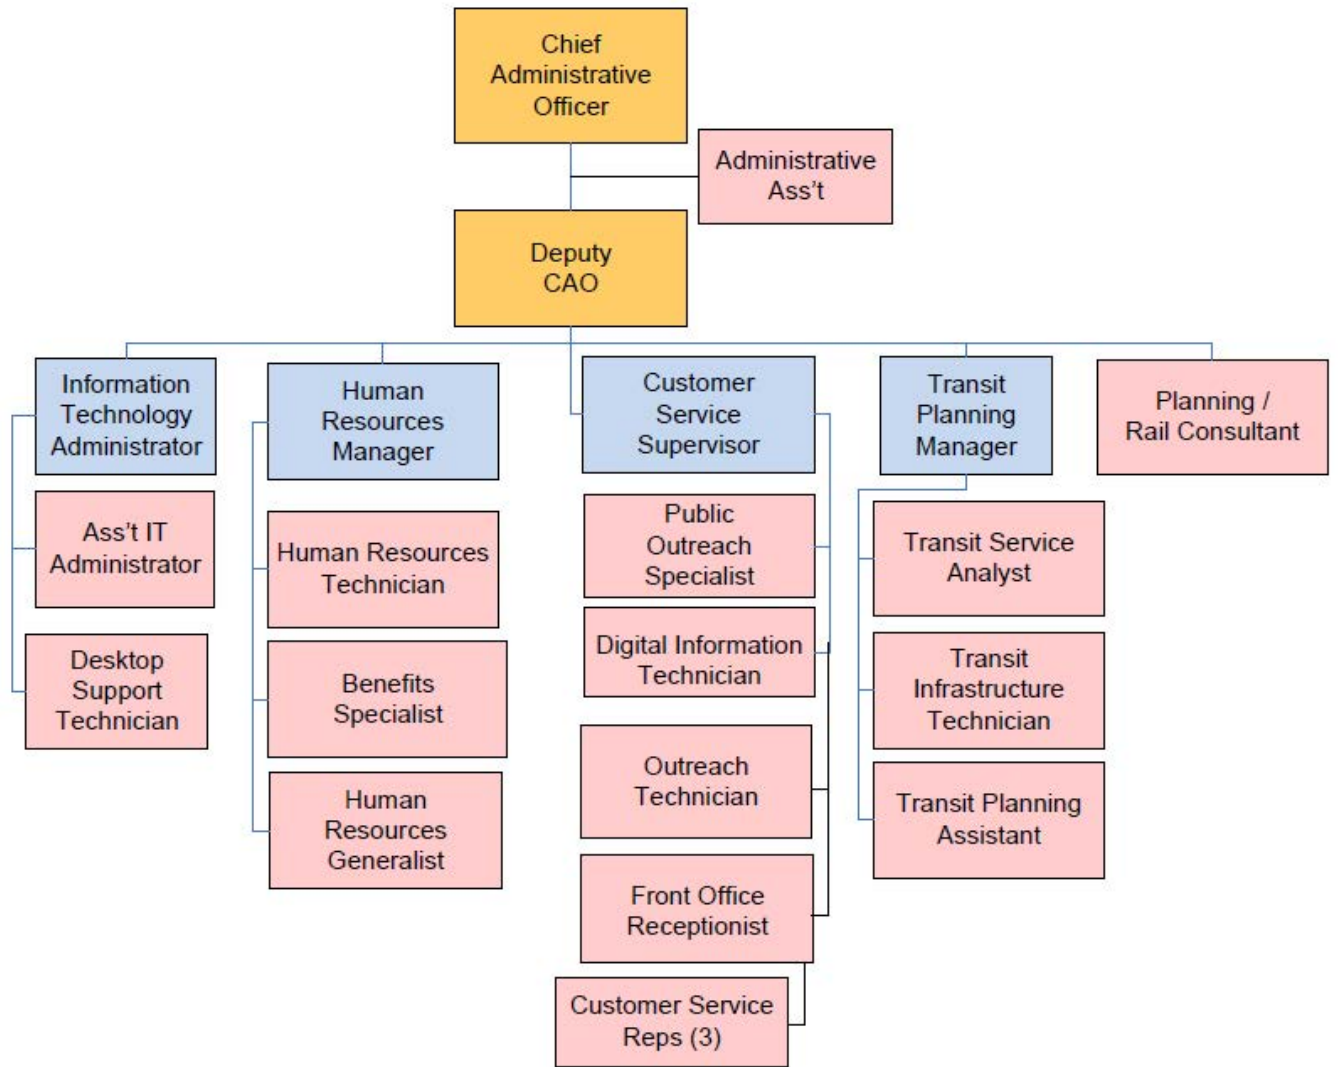 Chief
Administrative
Officer
Administrative
Ass't
Deputy
CAO
Information
Technology
Administrator
Human
Resources
Manager
Customer
Service
Supervisor
Transit
Planning
Manager
Planning /
Rail Consultant
Ass't IT
Administrator
Desktop
Support
Technician
Human Resources
Technician
Benefits
Specialist
Human
Resources
Generalist
Public
Outreach
Specialist
Digital Information
Technician
Outreach
Technician
Front Office
Receptionist
Customer Service
Reps (3)
Transit Service
Analyst
Transit
Infrastructure
Technician
Transit Planning
Assistant